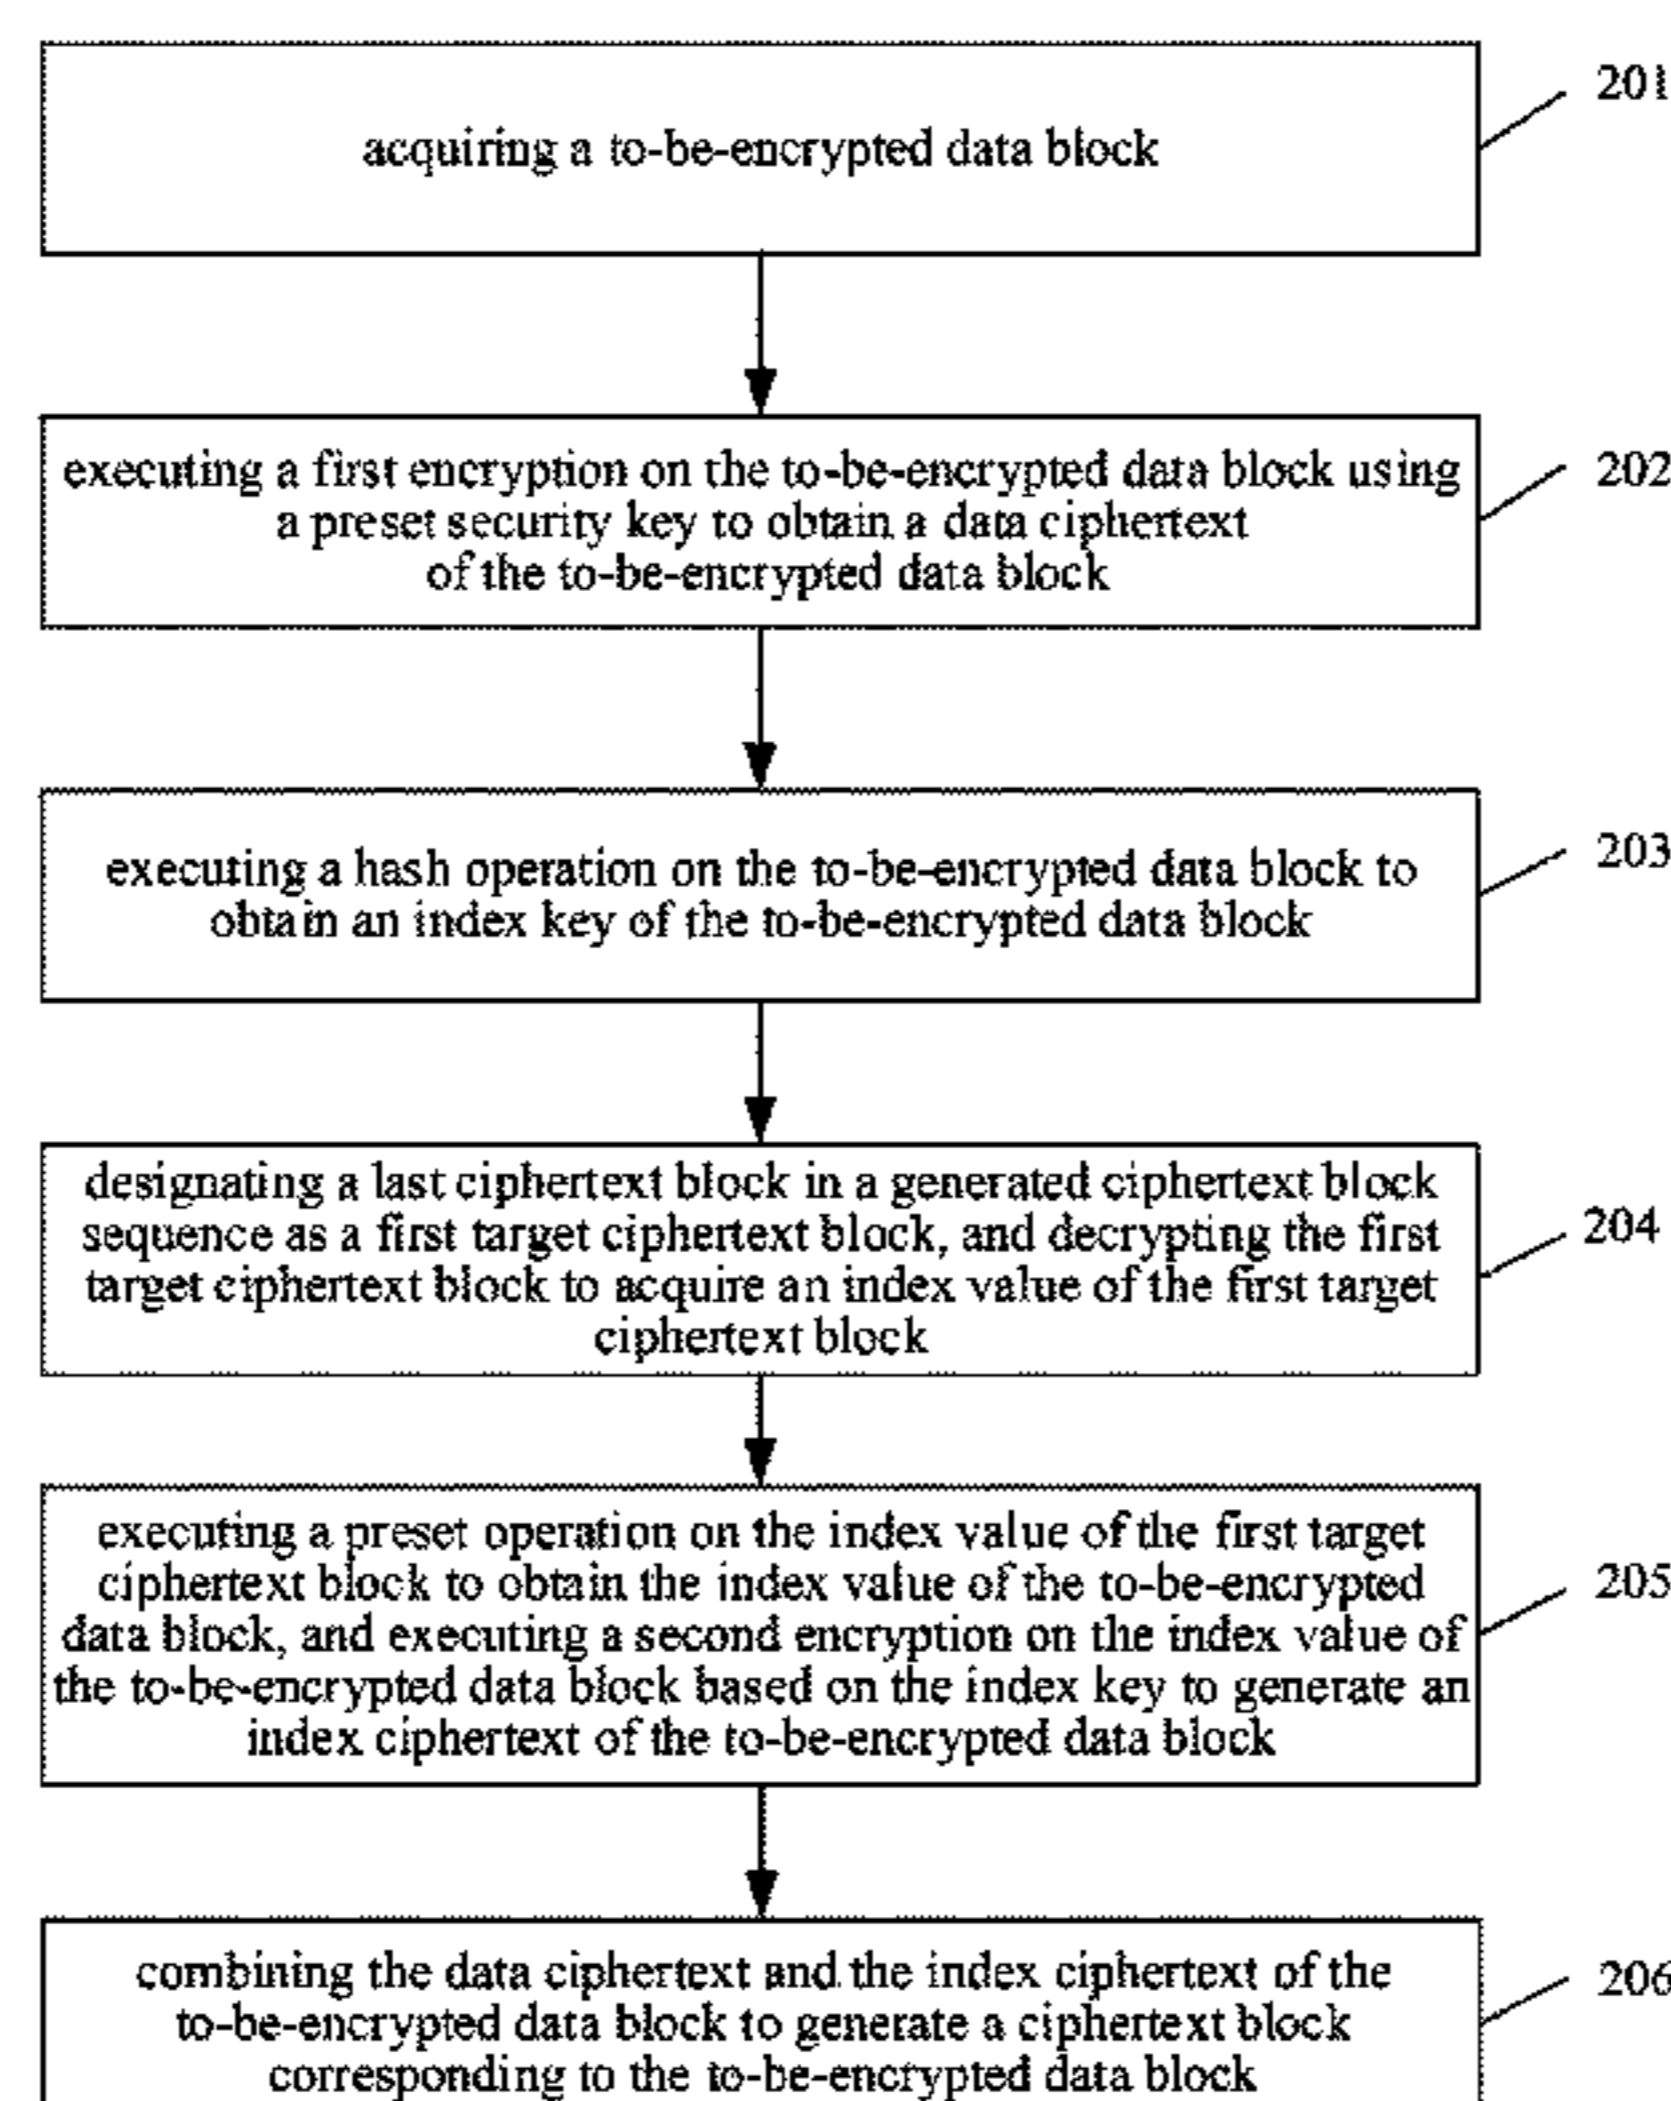 201
acquiring a to-be-encrypted data block
202
executing a first encryption on the to-be-encrypted data block using
a preset security key to obtain a data ciphertext
of the to-be-encrypted data block
203
executing a hash operation on the to-be-encrypted data block to
obtain an index key of the to-be-encrypted data block
204
designating a last ciphertext block in a generated ciphertext block
sequence as a first target ciphertext block, and decrypting the first
target ciphertext block to acquire an index value of the first target
ciphertext block
205
executing a preset operation on the index value of the first target
ciphertext block to obtain the index value of the to-be-encrypted
data block, and executing a second encryption on the index value of
the to-be-encrypted data block based on the index key to generate an
index ciphertext of the to-be-encrypted data block
206
combining the data ciphertext and the index ciphertext of the
to-be-encrypted data block to generate a ciphertext block
corresponding to the to-be-encrypted data block